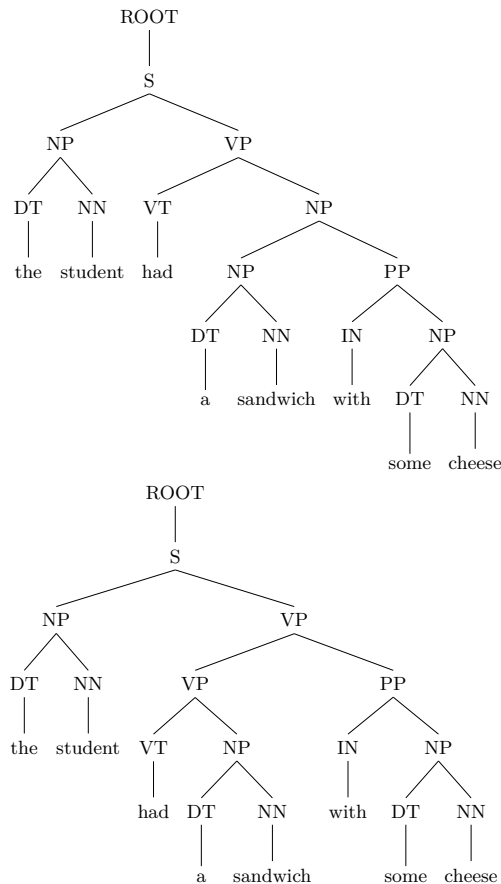 ROOT
S
NP VP
DT NN VT NP
the student had NP PP
DT NN IN NP
a sandwich with DT NN
some cheese
ROOT
S
NP VP
DT NN VP PP
the student VT NP IN NP
had DT NN with DT NN
a sandwich some cheese